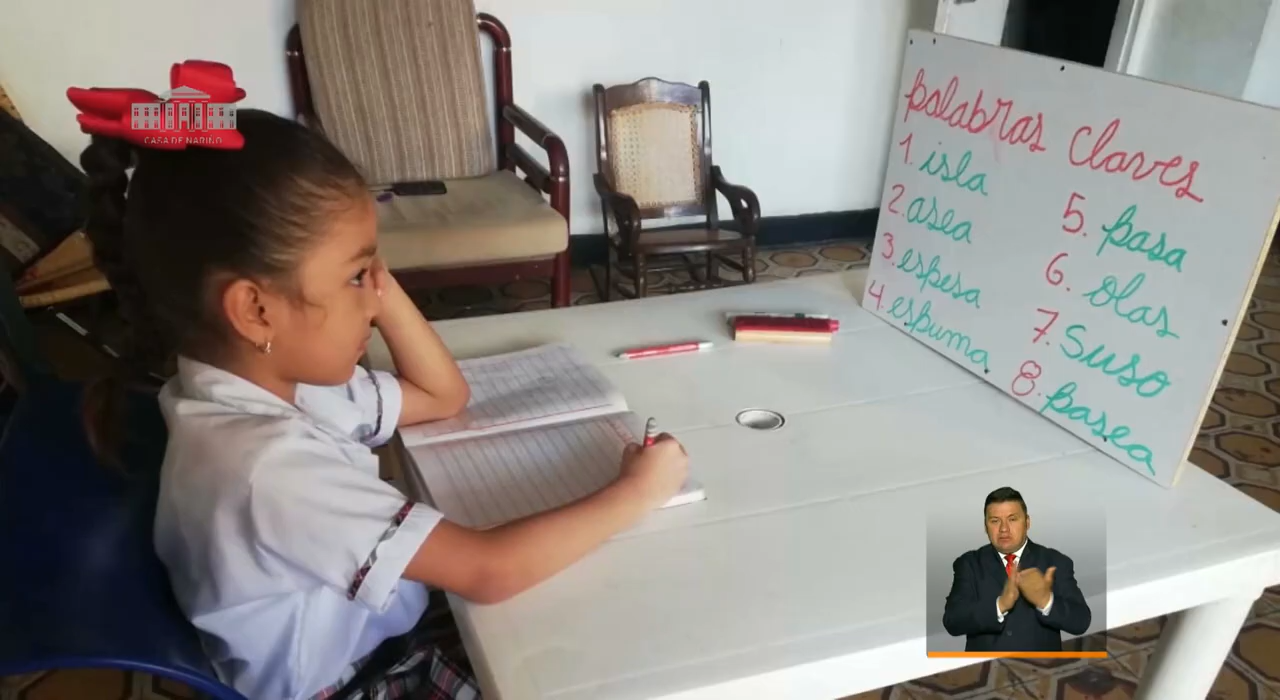 CASA DE NARIÑO
palabras Claves
1. isla
2. asea
3. espesa
4. espuma
5. pasa
6. olas
7. Suso
8. pasea